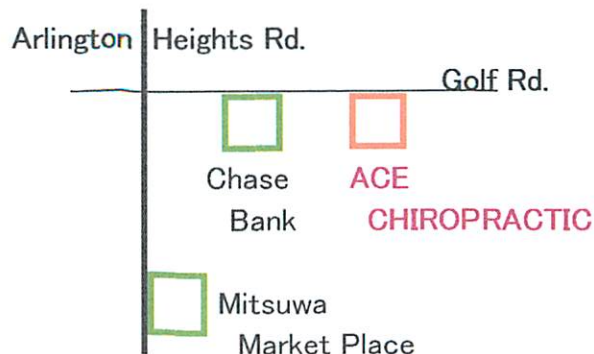 Arlington Heights Rd.
Golf Rd.
Chase
Bank
ACE
CHIROPRACTIC
Mitsuwa
Market Place